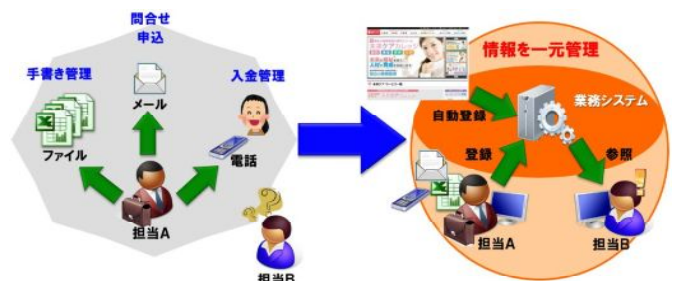 問合せ
申込
手書き管理
入金管理
メール
ファイル
電話
担当A
担当B
情報を一元管理
業務システム
自動登録
登録
参照
担当A
担当B